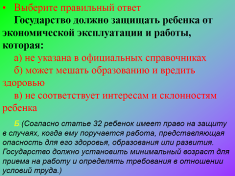 • Выберите правильный ответ
Государство должно защищать ребенка от
экономической эксплуатации и работы,
которая:
а) не указана в официальных справочниках
б) может мешать образованию и вредить
здоровью
в) не соответствует интересам и склонностям
ребенка
Б (Согласно статье 32 ребенок имеет право на защиту
в случаях, когда ему поручается работа, представляющая
опасность для его здоровья, образования или развития.
Государство должно установить минимальный возраст для
приема на работу и определять требования в отношении
условий труда.)